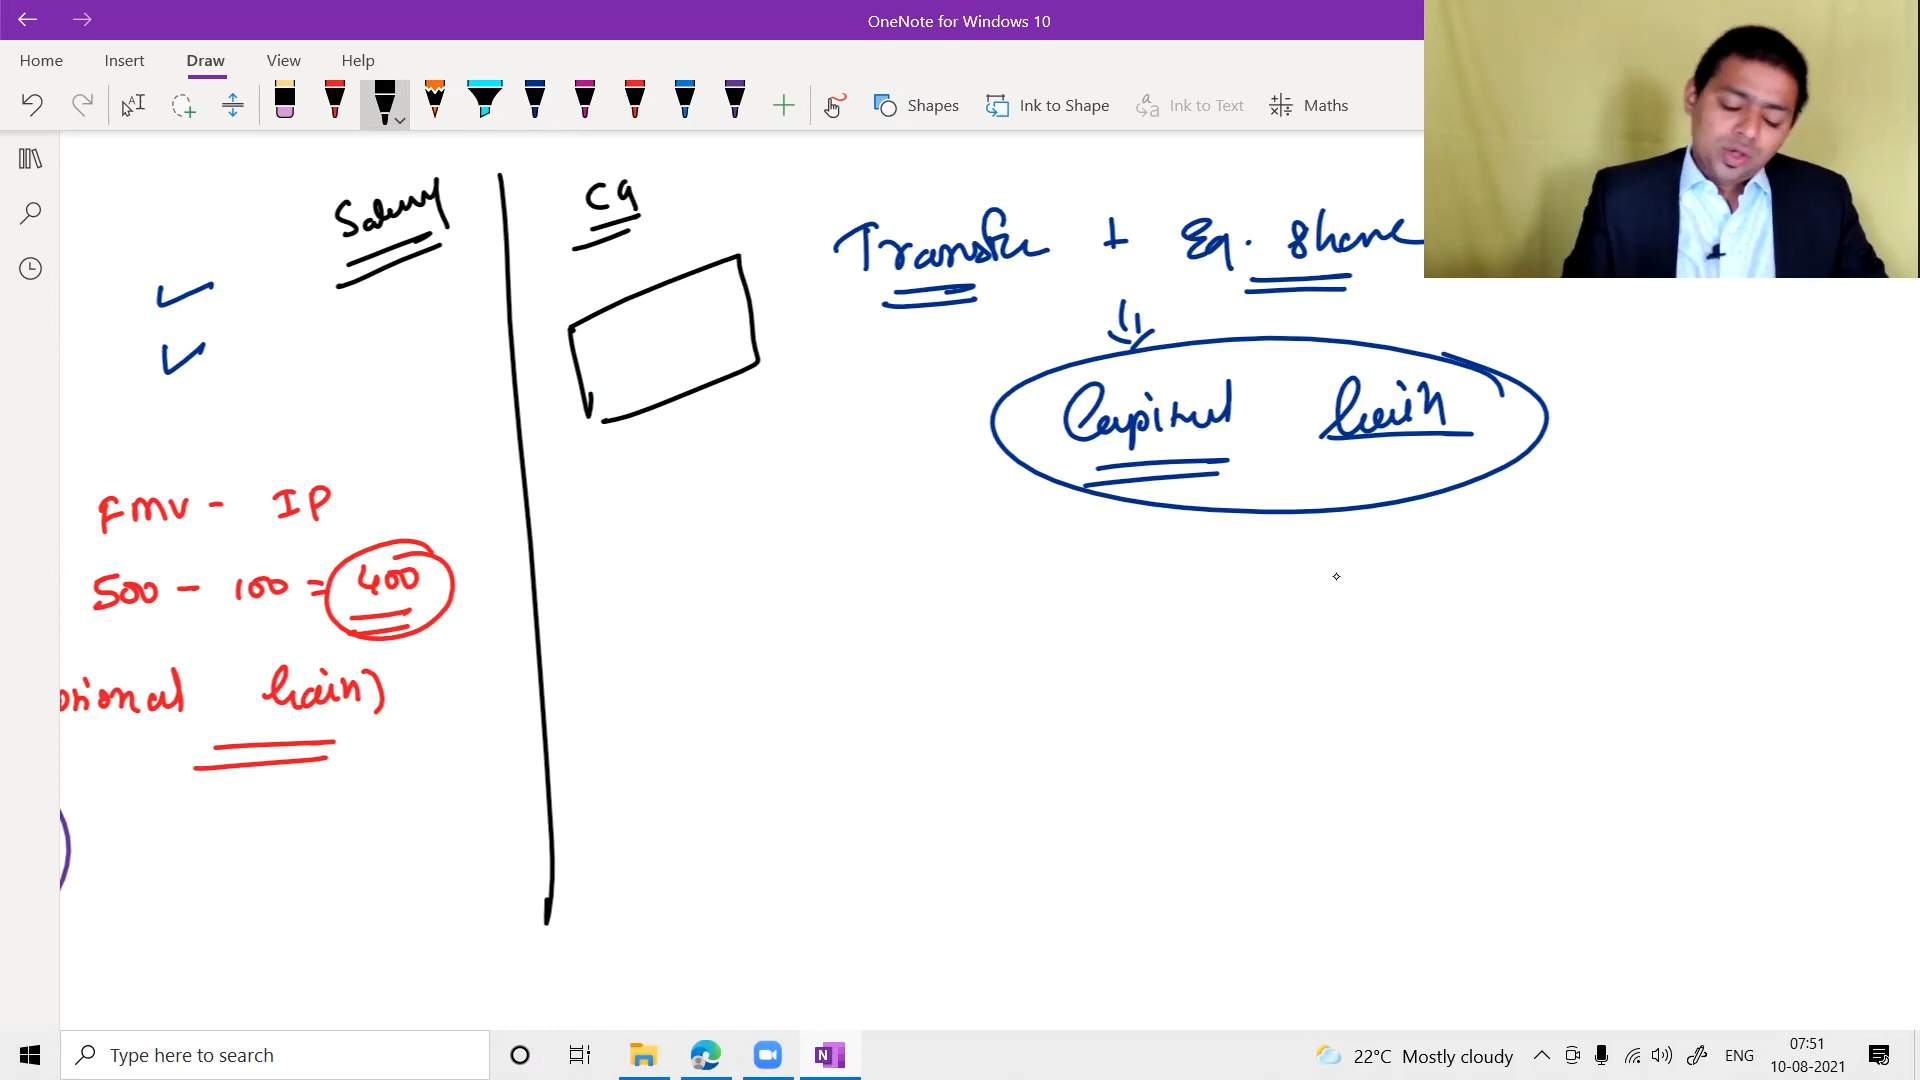 OneNote for Windows 10
Home Insert Draw View Help
Shapes Ink to Shape Ink to Text Maths
Salary
CG
Transfer + Eq. Share
Capital Gain
FMV - IP
500 - 100 = 400
otional Gain)
Type here to search
22°C Mostly cloudy
ENG
07:51
10-08-2021